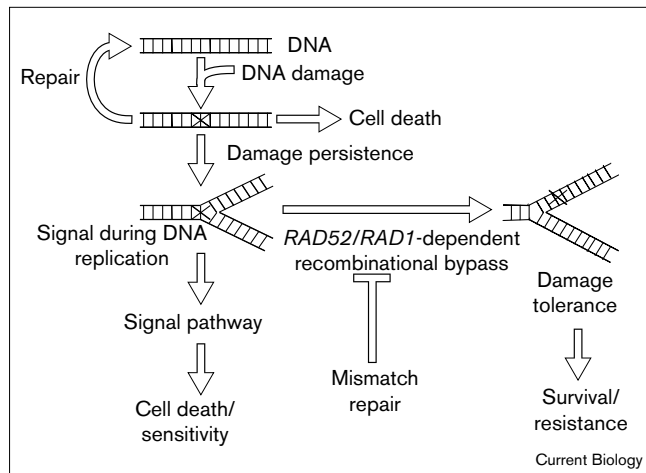 DNA
Repair
DNA damage
Cell death
Damage persistence
Signal during DNA
replication
RAD52/RAD1-dependent
recombinational bypass
Damage
tolerance
Signal pathway
Mismatch
repair
Cell death/
sensitivity
Survival/
resistance
Current Biology